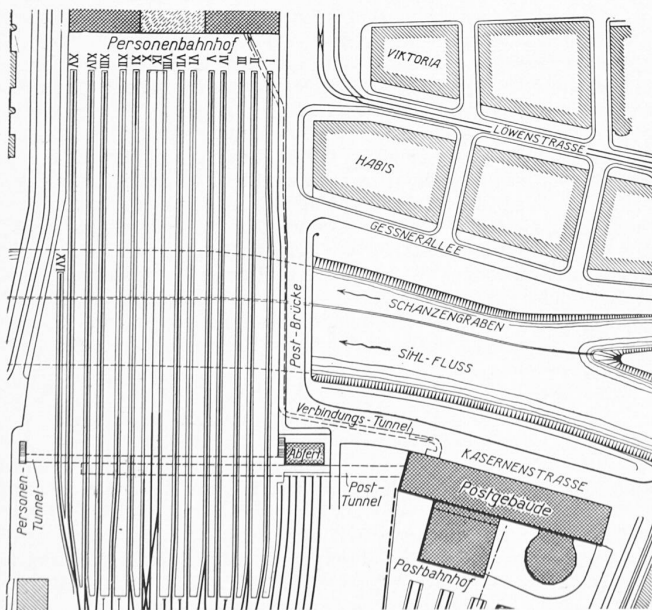 Personenbahnhof
XV
XIV
XIII
XII
XI
X
IX
VIII
VII
VI
V
IV
III
II
I
XVI
VIKTORIA
LÖWENSTRASSE
HABIS
GESSNERALLEE
SCHANZENGRABEN
SIHL-FLUSS
Post-Brücke
Verbindungs-Tunnel
Abfert.
KASERNENSTRASSE
Personen-
Tunnel
Post-
Tunnel
Postgebäude
Postbahnhof